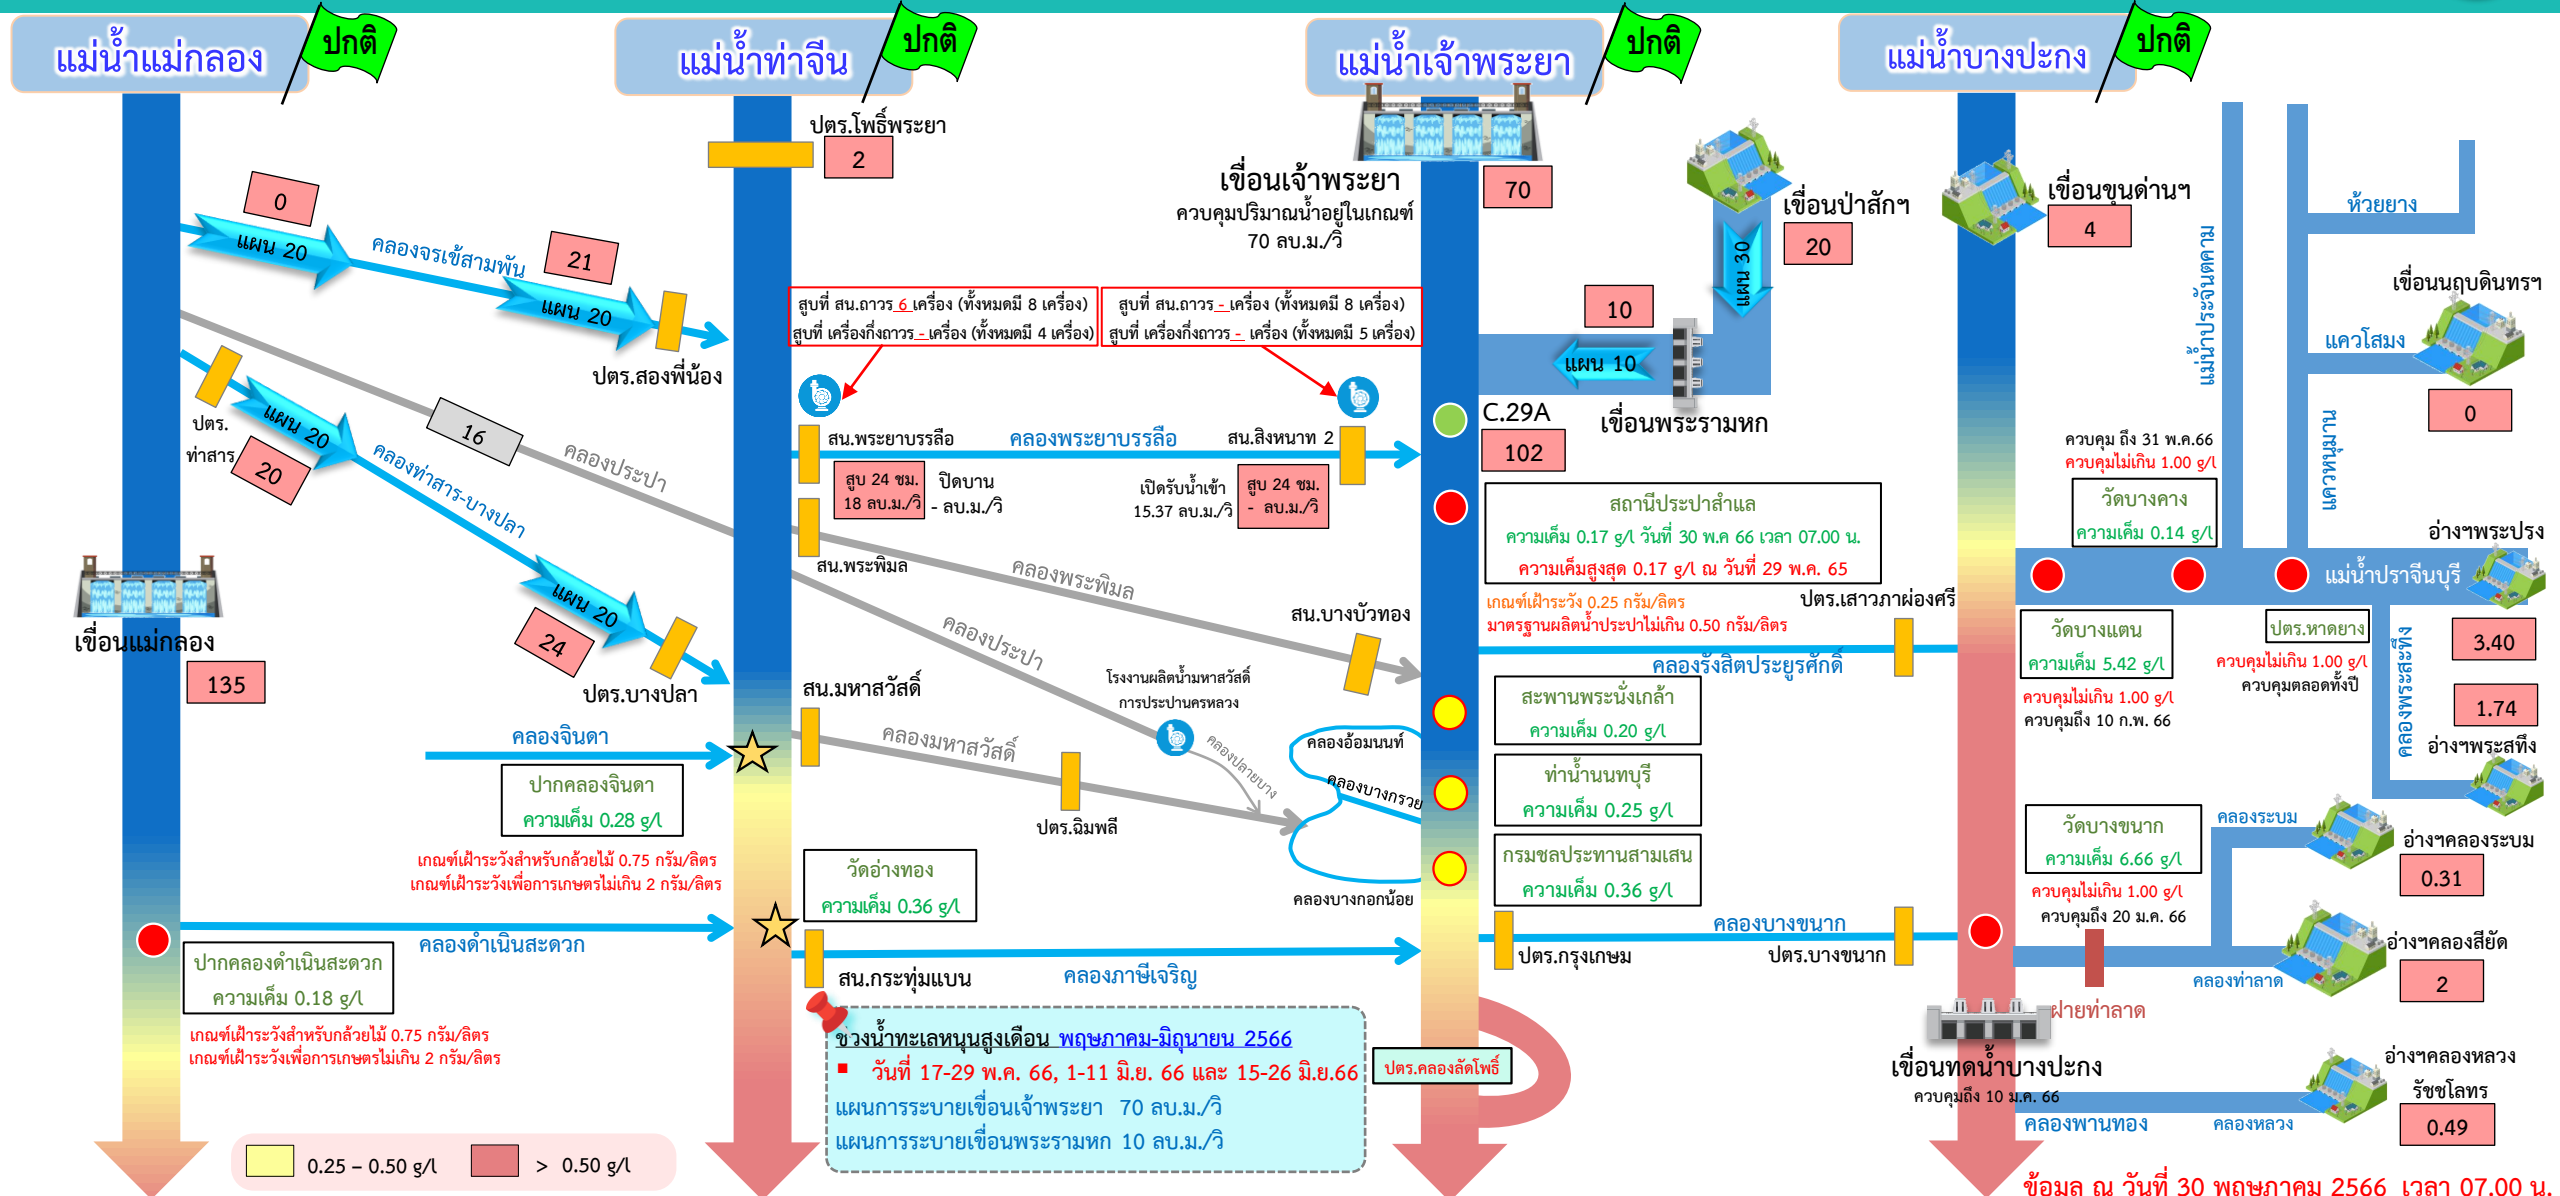 แม่น้ำแม่กลอง
ปกติ
แม่น้ำท่าจีน
ปกติ
แม่น้ำเจ้าพระยา
ปกติ
แม่น้ำบางปะกง
ปกติ
ปตร.โพธิ์พระยา
2
0
แผน 20
คลองจรเข้สามพัน
21
แผน 20
ปตร.สองพี่น้อง
ปตร.
ท่าสาร
แผน 20
20
16
คลองประปา
คลองท่าสาร-บางปลา
แผน 20
24
ปตร.บางปลา
เขื่อนแม่กลอง
135
คลองจินดา
ปากคลองจินดา
ความเค็ม 0.28 g/l
เกณฑ์เฝ้าระวังสำหรับกล้วยไม้ 0.75 กรัม/ลิตร
เกณฑ์เฝ้าระวังเพื่อการเกษตรไม่เกิน 2 กรัม/ลิตร
คลองดำเนินสะดวก
ปากคลองดำเนินสะดวก
ความเค็ม 0.18 g/l
เกณฑ์เฝ้าระวังสำหรับกล้วยไม้ 0.75 กรัม/ลิตร
เกณฑ์เฝ้าระวังเพื่อการเกษตรไม่เกิน 2 กรัม/ลิตร
0.25 – 0.50 g/l
> 0.50 g/l
เขื่อนเจ้าพระยา
ควบคุมปริมาณน้ำอยู่ในเกณฑ์
70 ลบ.ม./วิ
70
สูบที่ สน.ถาวร 6 เครื่อง (ทั้งหมดมี 8 เครื่อง)
สูบที่ เครื่องกึ่งถาวร - เครื่อง (ทั้งหมดมี 4 เครื่อง)
สูบที่ สน.ถาวร - เครื่อง (ทั้งหมดมี 8 เครื่อง)
สูบที่ เครื่องกึ่งถาวร - เครื่อง (ทั้งหมดมี 5 เครื่อง)
สน.พระยาบรรลือ
คลองพระยาบรรลือ
สน.สิงหนาท 2
สูบ 24 ชม.
18 ลบ.ม./วิ
ปิดบาน
- ลบ.ม./วิ
เปิดรับน้ำเข้า
15.37 ลบ.ม./วิ
สูบ 24 ชม.
- ลบ.ม./วิ
สน.พระพิมล
คลองพระพิมล
สน.บางบัวทอง
คลองประปา
โรงงานผลิตน้ำมหาสวัสดิ์
การประปานครหลวง
สน.มหาสวัสดิ์
คลองมหาสวัสดิ์
คลองปลายบาง
ปตร.ฉิมพลี
คลองอ้อมนนท์
คลองบางกรวย
คลองบางกอกน้อย
วัดอ่างทอง
ความเค็ม 0.36 g/l
สน.กระทุ่มแบน
คลองภาษีเจริญ
ช่วงน้ำทะเลหนุนสูงเดือน พฤษภาคม-มิถุนายน 2566
วันที่ 17-29 พ.ค. 66, 1-11 มิ.ย. 66 และ 15-26 มิ.ย.66
แผนการระบายเขื่อนเจ้าพระยา 70 ลบ.ม./วิ
แผนการระบายเขื่อนพระรามหก 10 ลบ.ม./วิ
ปตร.คลองลัดโพธิ์
เขื่อนป่าสักฯ
20
แผน 30
10
แผน 10
เขื่อนพระรามหก
C.29A
102
สถานีประปาสำแล
ความเค็ม 0.17 g/l วันที่ 30 พ.ค 66 เวลา 07.00 น.
ความเค็มสูงสุด 0.17 g/l ณ วันที่ 29 พ.ค. 65
เกณฑ์เฝ้าระวัง 0.25 กรัม/ลิตร
มาตรฐานผลิตน้ำประปาไม่เกิน 0.50 กรัม/ลิตร
ปตร.เสาวภาผ่องศรี
คลองรังสิตประยูรศักดิ์
สะพานพระนั่งเกล้า
ความเค็ม 0.20 g/l
ท่าน้ำนนทบุรี
ความเค็ม 0.25 g/l
กรมชลประทานสามเสน
ความเค็ม 0.36 g/l
คลองบางขนาก
ปตร.กรุงเกษม
ปตร.บางขนาก
เขื่อนขุนด่านฯ
4
แม่น้ำประจันตคาม
ห้วยยาง
เขื่อนนฤบดินทรฯ
แควโสมง
0
แควหนุมาน
ควบคุม ถึง 31 พ.ค.66
ควบคุมไม่เกิน 1.00 g/l
วัดบางคาง
ความเค็ม 0.14 g/l
อ่างฯพระปรง
แม่น้ำปราจีนบุรี
3.40
วัดบางแตน
ความเค็ม 5.42 g/l
ควบคุมไม่เกิน 1.00 g/l
ควบคุมถึง 10 ก.พ. 66
ปตร.หาดยาง
ควบคุมไม่เกิน 1.00 g/l
ควบคุมตลอดทั้งปี
คลองพระสะทึง
1.74
อ่างฯพระสทึง
วัดบางขนาก
ความเค็ม 6.66 g/l
ควบคุมไม่เกิน 1.00 g/l
ควบคุมถึง 20 ม.ค. 66
คลองระบม
อ่างฯคลองระบม
0.31
อ่างฯคลองสียัด
2
คลองท่าลาด
ฝายท่าลาด
เขื่อนทดน้ำบางปะกง
ควบคุมถึง 10 ม.ค. 66
อ่างฯคลองหลวง
รัชชโลทร
0.49
คลองพานทอง
คลองหลวง
ข้อมูล ณ วันที่ 30 พฤษภาคม 2566 เวลา 07.00 น.